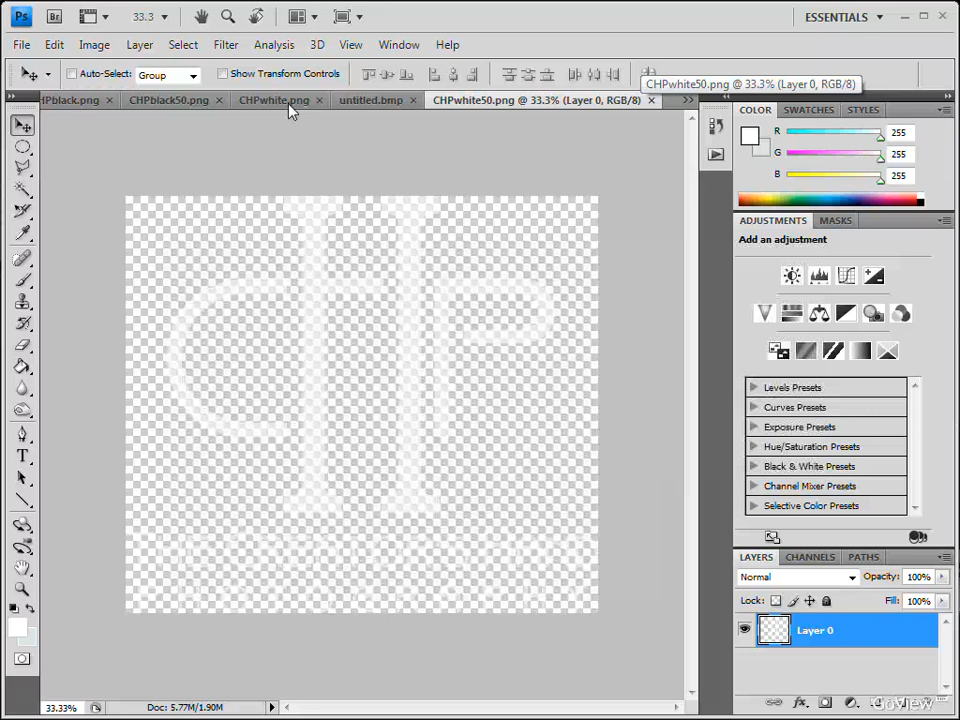 Ps Br 33.3 ESSENTIALS
File Edit Image Layer Select Filter Analysis 3D View Window Help
Auto-Select: Group Show Transform Controls
CHPwhite50.png @ 33.3% (Layer 0, RGB/8)
HPblack.png × CHPblack50.png × CHPwhite.png × untitled.bmp × CHPwhite50.png @ 33.3% (Layer 0, RGB/8) ×
COLOR SWATCHES STYLES
R 255
G 255
B 255
ADJUSTMENTS MASKS
Add an adjustment
Levels Presets
Curves Presets
Exposure Presets
Hue/Saturation Presets
Black & White Presets
Channel Mixer Presets
Selective Color Presets
LAYERS CHANNELS PATHS
Normal Opacity: 100%
Lock: Fill: 100%
Layer 0
CHP
T
33.33% Doc: 5.77M/1.90M
GoView